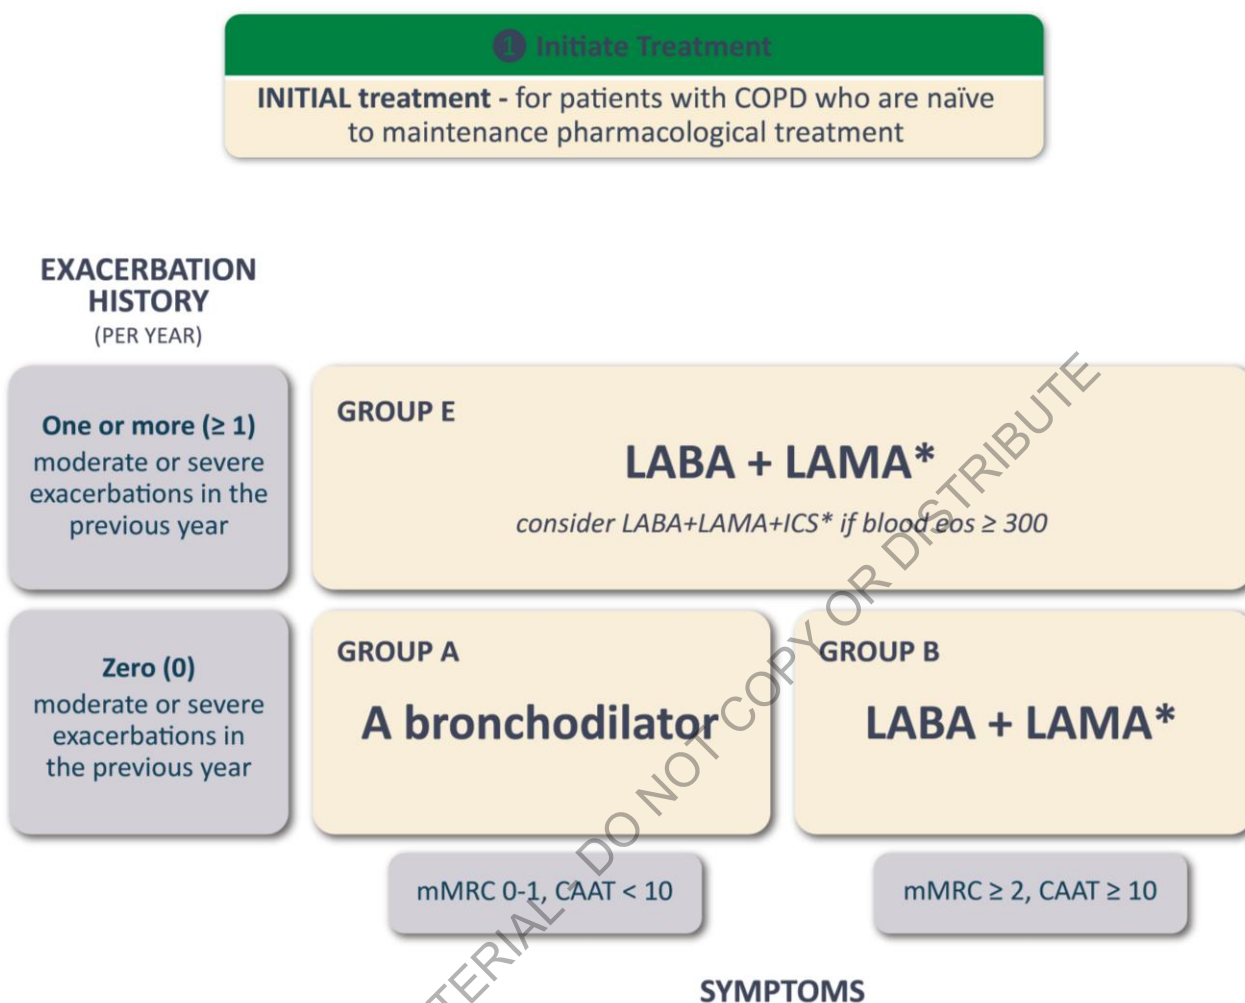 ❶ Initiate Treatment
INITIAL treatment - for patients with COPD who are naïve
to maintenance pharmacological treatment
EXACERBATION
HISTORY
(PER YEAR)
One or more (≥ 1)
moderate or severe
exacerbations in the
previous year
GROUP E
LABA + LAMA*
consider LABA+LAMA+ICS* if blood eos ≥ 300
Zero (0)
moderate or severe
exacerbations in
the previous year
GROUP A
A bronchodilator
GROUP B
LABA + LAMA*
mMRC 0-1, CAAT < 10
mMRC ≥ 2, CAAT ≥ 10
SYMPTOMS
TERIAL - DO NOT COPY OR DISTRIBUTE